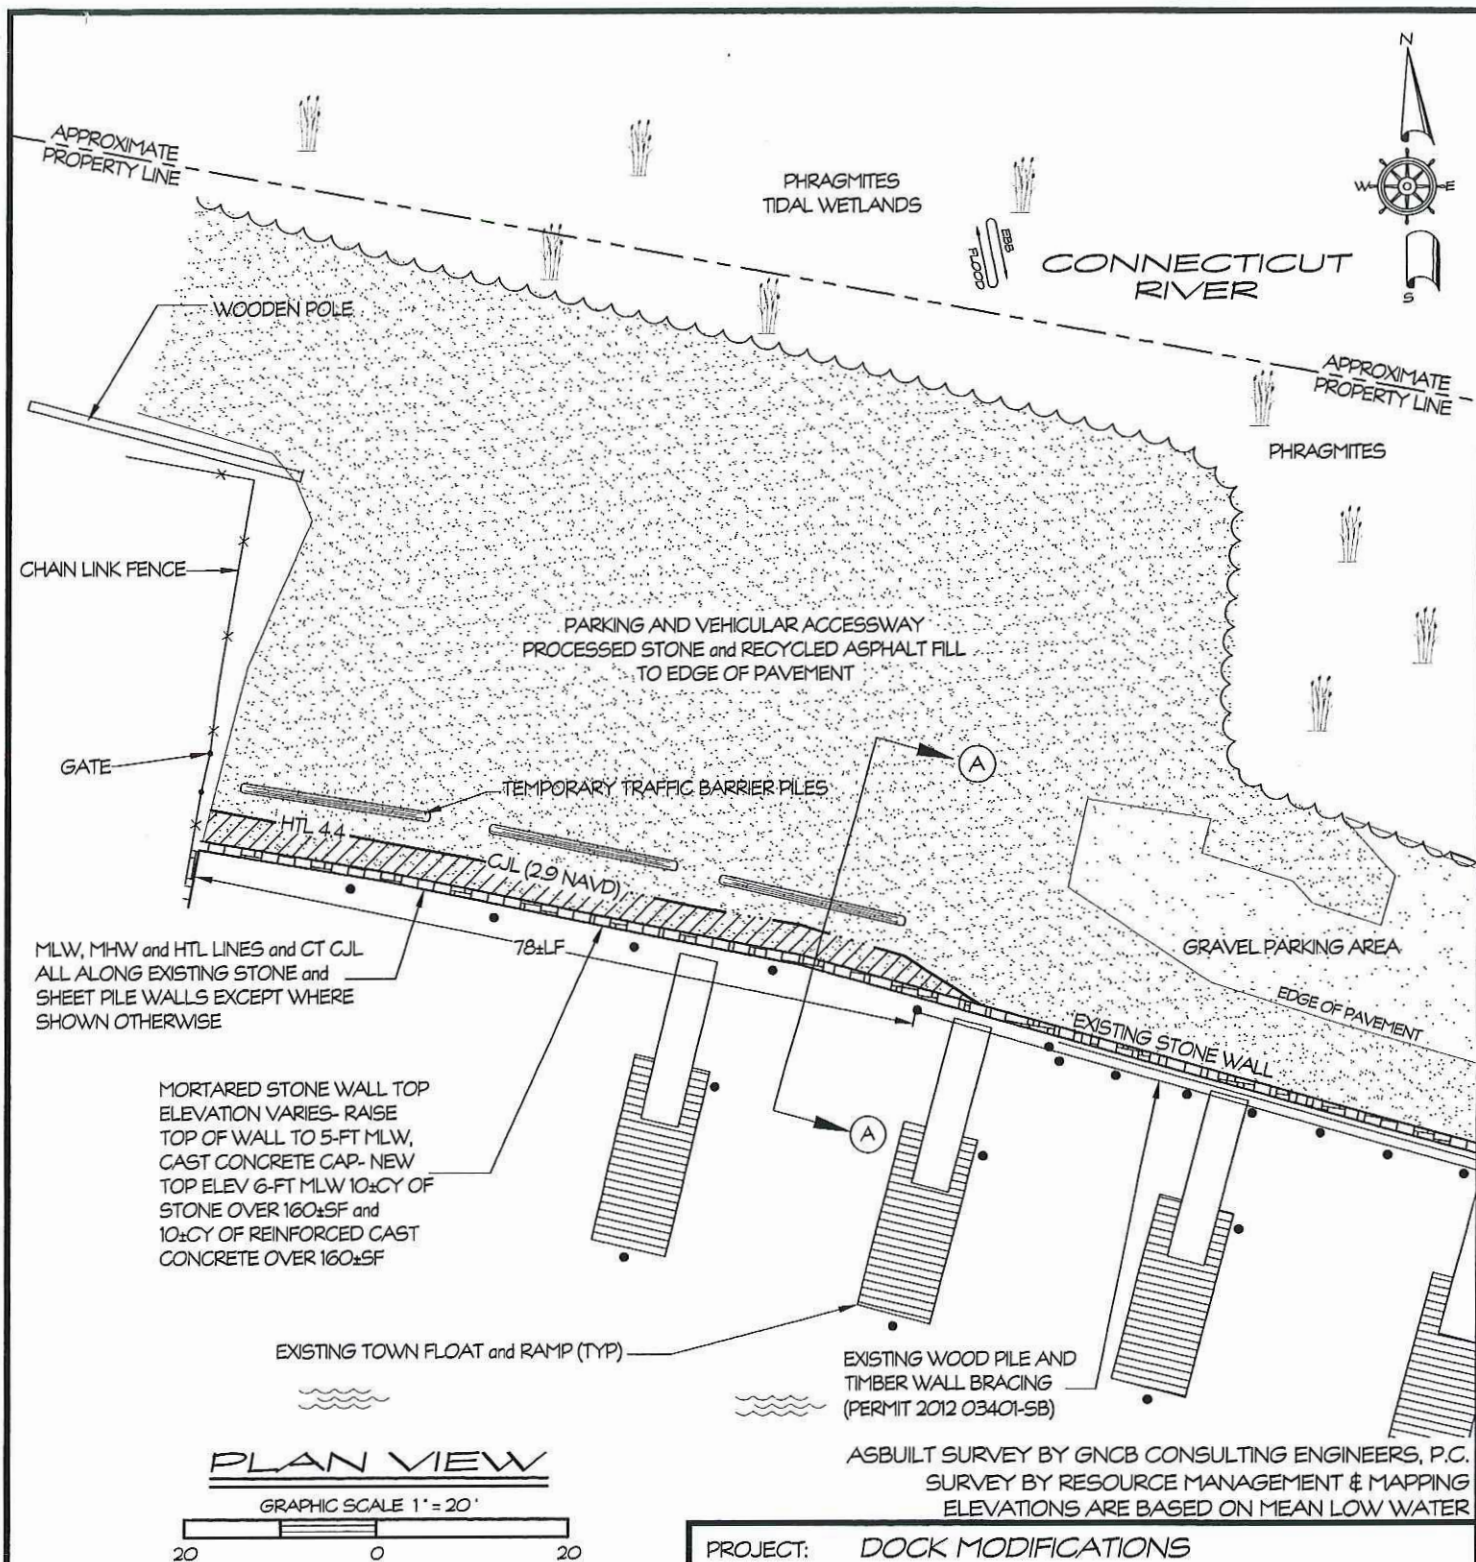 N
W
E
S
APPROXIMATE
PROPERTY LINE
PHRAGMITES
TIDAL WETLANDS
EBB
FLOOD
CONNECTICUT
RIVER
WOODEN POLE
APPROXIMATE
PROPERTY LINE
PHRAGMITES
CHAIN LINK FENCE
PARKING AND VEHICULAR ACCESSWAY
PROCESSED STONE and RECYCLED ASPHALT FILL
TO EDGE OF PAVEMENT
GATE
A
TEMPORARY TRAFFIC BARRIER PILES
HTL 4.4
CJL (2.9 NAVD)
MLW, MHW and HTL LINES and CT CJL
ALL ALONG EXISTING STONE and
SHEET PILE WALLS EXCEPT WHERE
SHOWN OTHERWISE
78±LF
GRAVEL PARKING AREA
EDGE OF PAVEMENT
EXISTING STONE WALL
MORTARED STONE WALL TOP
ELEVATION VARIES- RAISE
TOP OF WALL TO 5-FT MLW,
CAST CONCRETE CAP- NEW
TOP ELEV 6-FT MLW 10±CY OF
STONE OVER 160±SF and
10±CY OF REINFORCED CAST
CONCRETE OVER 160±SF
A
EXISTING TOWN FLOAT and RAMP (TYP)
EXISTING WOOD PILE AND
TIMBER WALL BRACING
(PERMIT 2012 03401-SB)
PLAN VIEW
GRAPHIC SCALE 1" = 20'
20 0 20
ASBUILT SURVEY BY GNCB CONSULTING ENGINEERS, P.C.
SURVEY BY RESOURCE MANAGEMENT & MAPPING
ELEVATIONS ARE BASED ON MEAN LOW WATER
PROJECT: DOCK MODIFICATIONS